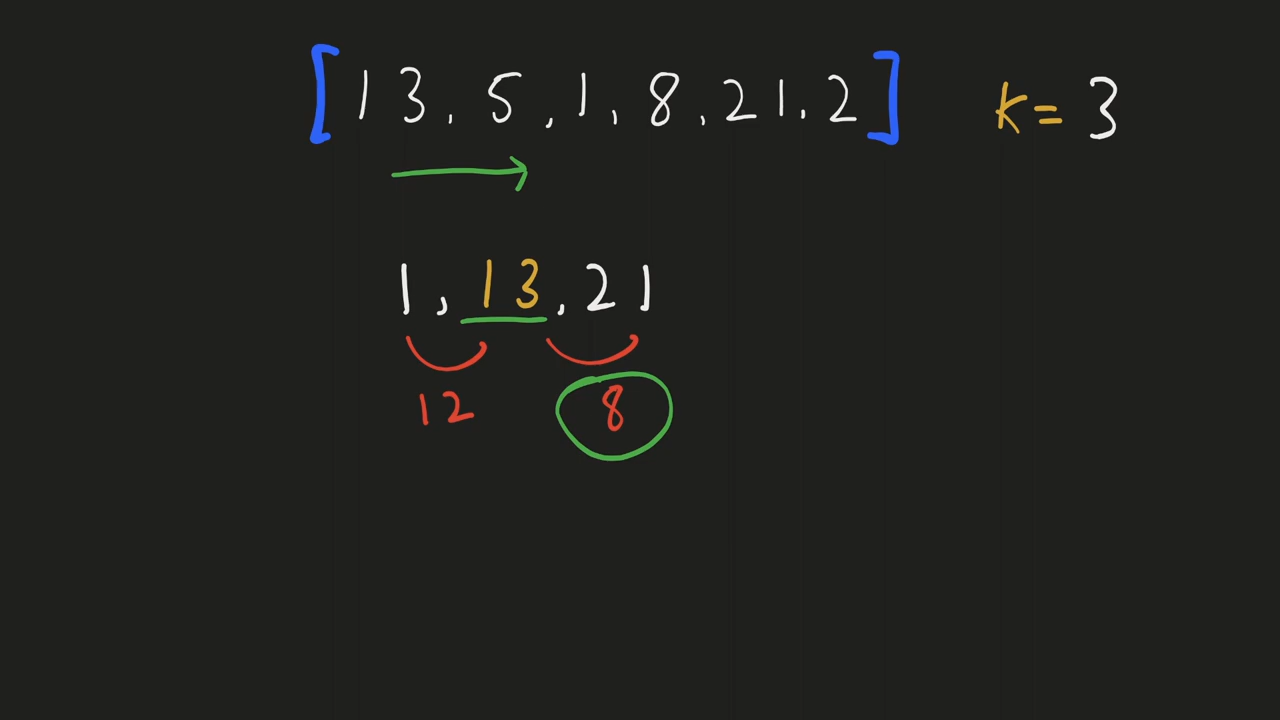 [13, 5, 1, 8, 21, 2] k = 3
1, 13, 21
12 8